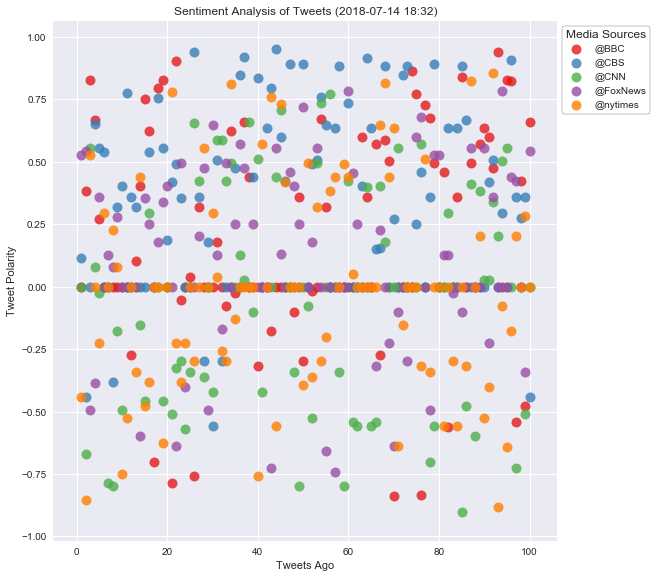 Sentiment Analysis of Tweets (2018-07-14 18:32)
Media Sources
@BBC
@CBS
@CNN
@FoxNews
@nytimes
1.00
0.75
0.50
0.25
0.00
−0.25
−0.50
−0.75
−1.00
Tweet Polarity
0 20 40 60 80 100
Tweets Ago